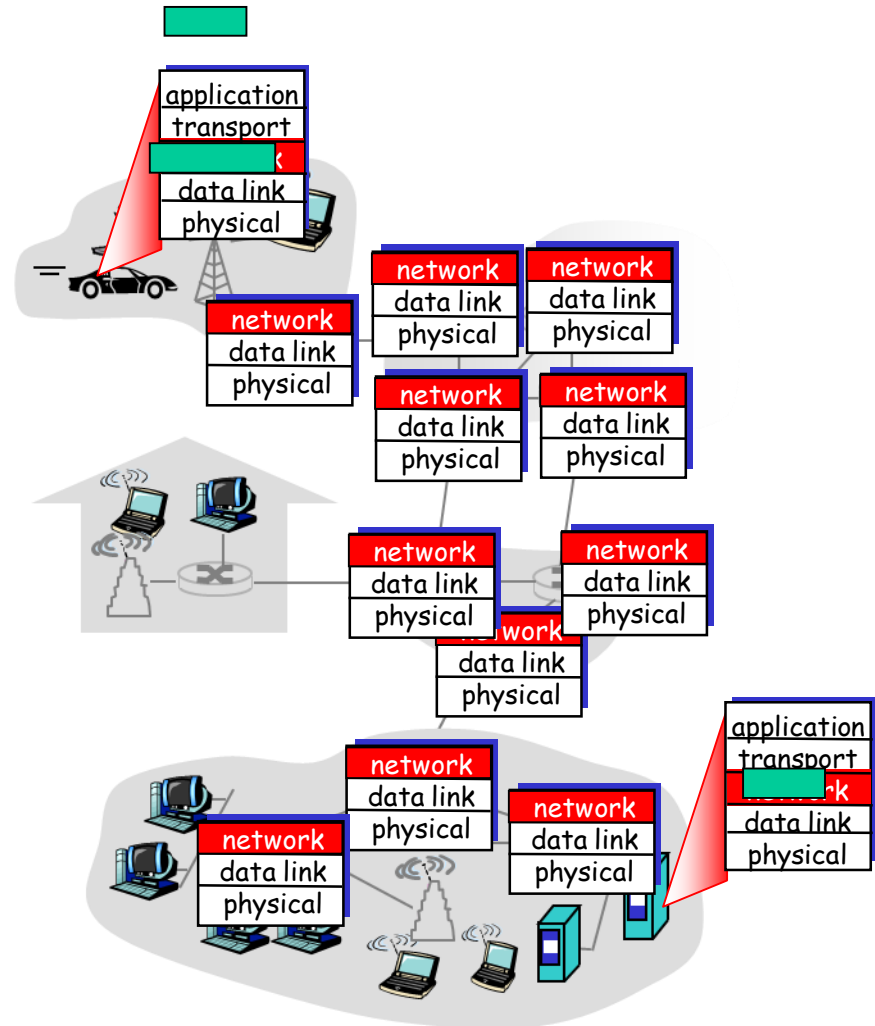 application
transport
data link
physical
network
data link
physical
network
data link
physical
network
data link
physical
network
data link
physical
network
data link
physical
network
data link
physical
network
data link
physical
network
data link
physical
application
transport
network
data link
physical
network
data link
physical
network
data link
physical
network
data link
physical